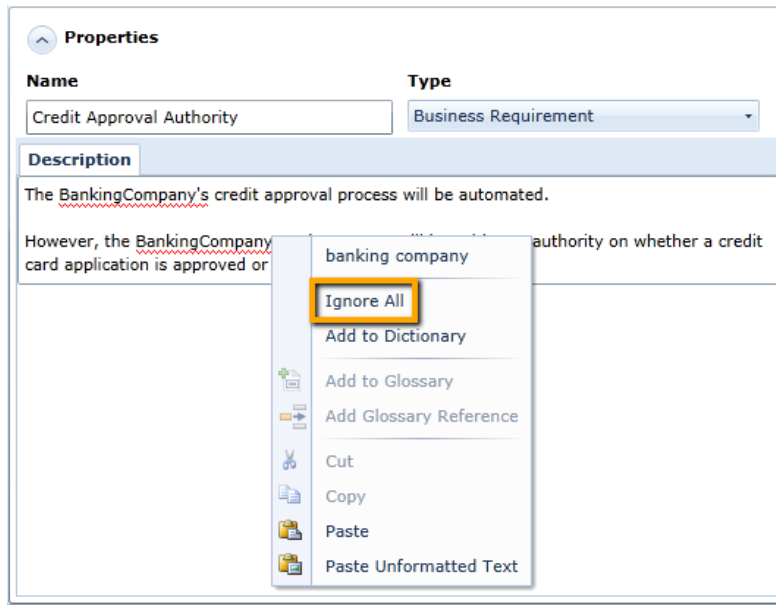 Properties
Name Type
Credit Approval Authority Business Requirement
Description
The BankingCompany's credit approval process will be automated.
However, the BankingCompany authority on whether a credit
card application is approved or
banking company
Ignore All
Add to Dictionary
Add to Glossary
Add Glossary Reference
Cut
Copy
Paste
Paste Unformatted Text